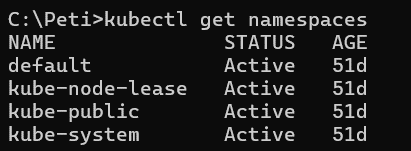 C:\Peti>kubectl get namespaces
NAME STATUS AGE
default Active 51d
kube-node-lease Active 51d
kube-public Active 51d
kube-system Active 51d